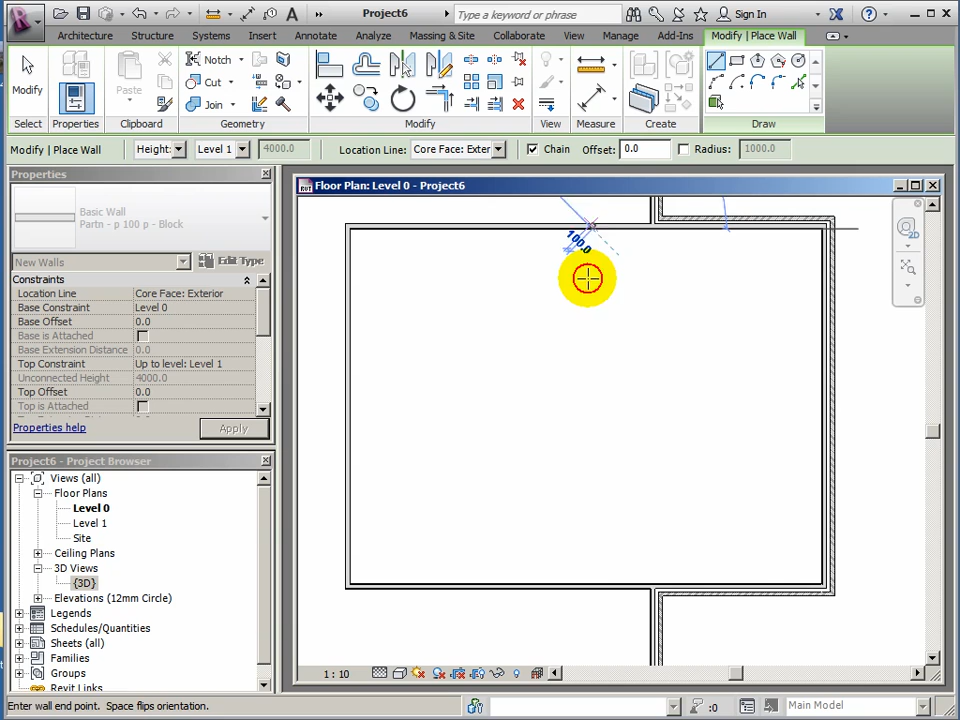 Project6
Type a keyword or phrase
Sign In
Architecture Structure Systems Insert Annotate Analyze Massing & Site Collaborate View Manage Add-Ins Modify | Place Wall
Modify
Paste
Notch
Cut
Join
Select Properties Clipboard Geometry Modify View Measure Create Draw
Modify | Place Wall Height: Level 1 4000.0 Location Line: Core Face: Exter Chain Offset: 0.0 Radius: 1000.0
Properties
Basic Wall
Partn - p 100 p - Block
New Walls Edit Type
Constraints
Location Line Core Face: Exterior
Base Constraint Level 0
Base Offset 0.0
Base is Attached
Base Extension Distance 0.0
Top Constraint Up to level: Level 1
Unconnected Height 4000.0
Top Offset 0.0
Top is Attached
Properties help Apply
Project6 - Project Browser
Views (all)
Floor Plans
Level 0
Level 1
Site
Ceiling Plans
3D Views
{3D}
Elevations (12mm Circle)
Legends
Schedules/Quantities
Sheets (all)
Families
Groups
Revit Links
Floor Plan: Level 0 - Project6
100.0
2D
1 : 10
Enter wall end point. Space flips orientation.
:0
Main Model